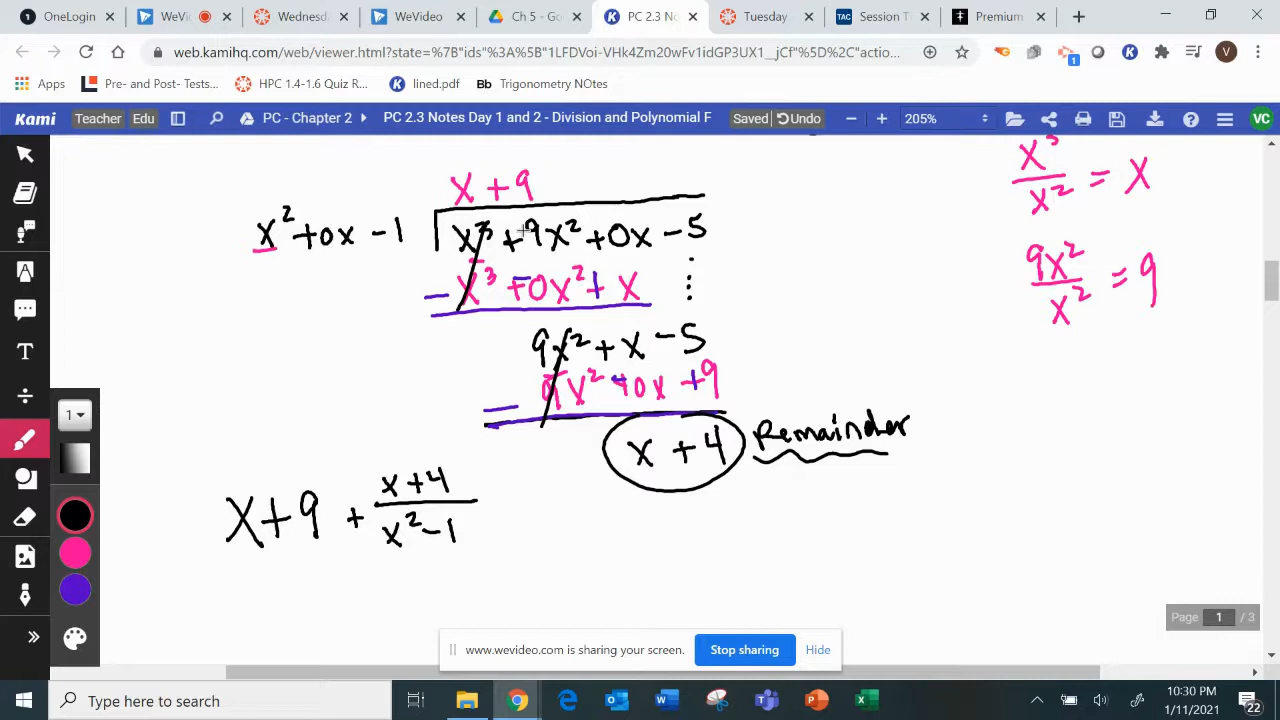 OneLogin
WeVideo
Wednesday
WeVideo
Ch-5 - Go
PC 2.3 No
Tuesday
Session T
Premium
web.kamihq.com/web/viewer.html?state=%7B"ids"%3A%5B"1LFDVoi-VHk4Zm20wFv1idGP3UX1_jCf"%5D%2C"actio...
Apps
Pre- and Post- Test...
HPC 1.4-1.6 Quiz R...
lined.pdf
Bb Trigonometry NOtes
Kami Teacher Edu PC - Chapter 2 PC 2.3 Notes Day 1 and 2 - Division and Polynomial F Saved Undo 205% VC
x³/x² = x
x + 9
x² + 0x - 1 x³ + 9x² + 0x - 5
9x²/x² = 9
- x³ + 0x² + x
9x² + x - 5
9x² + 0x + 9
x + 4 Remainder
x + 9 + (x + 4)/(x² - 1)
1
Page 1 / 3
www.wevideo.com is sharing your screen. Stop sharing Hide
Type here to search
10:30 PM
1/11/2021
22